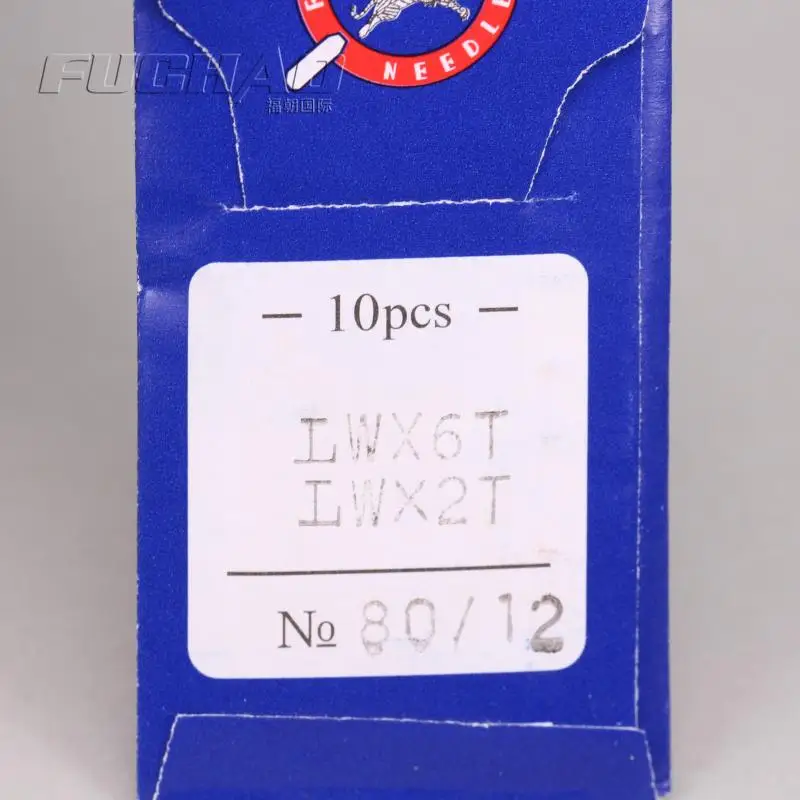 NEEDLE
FUCHAO
福朝国际
— 10pcs —
LWX6T
LWX2T
№ 80/12